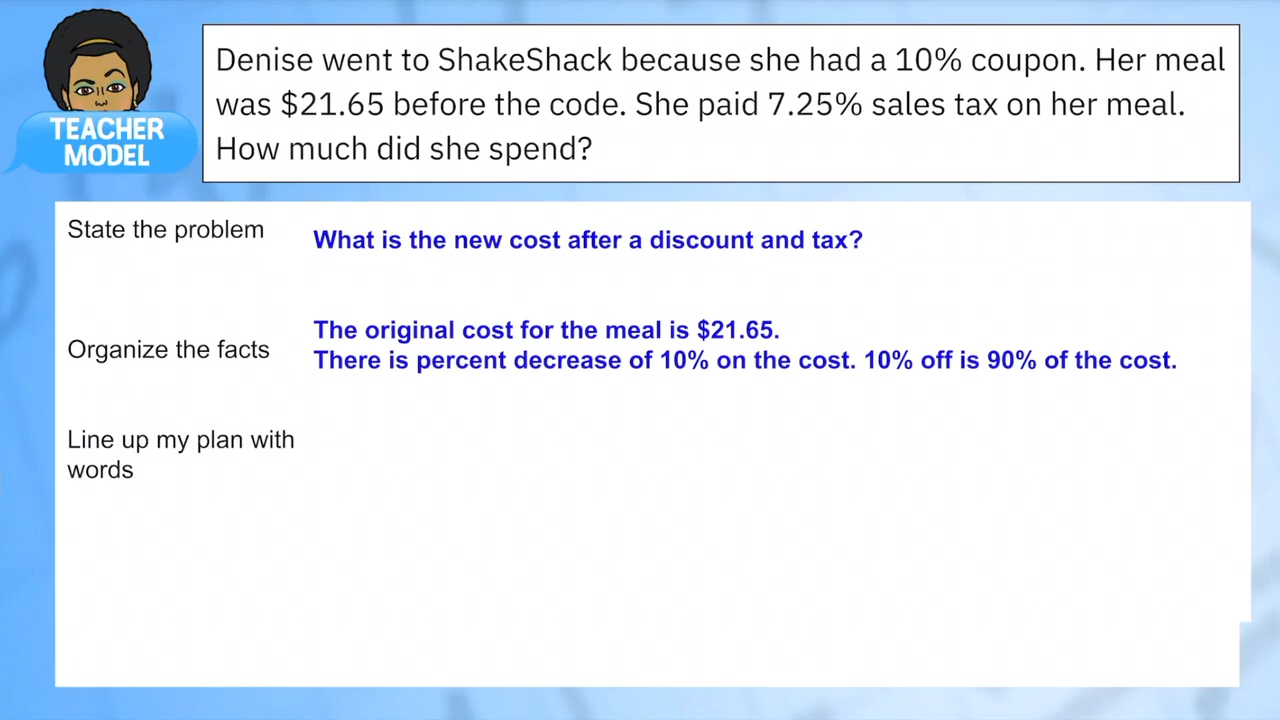 TEACHER
MODEL
Denise went to ShakeShack because she had a 10% coupon. Her meal
was $21.65 before the code. She paid 7.25% sales tax on her meal.
How much did she spend?
State the problem
What is the new cost after a discount and tax?
Organize the facts
The original cost for the meal is $21.65.
There is percent decrease of 10% on the cost. 10% off is 90% of the cost.
Line up my plan with
words